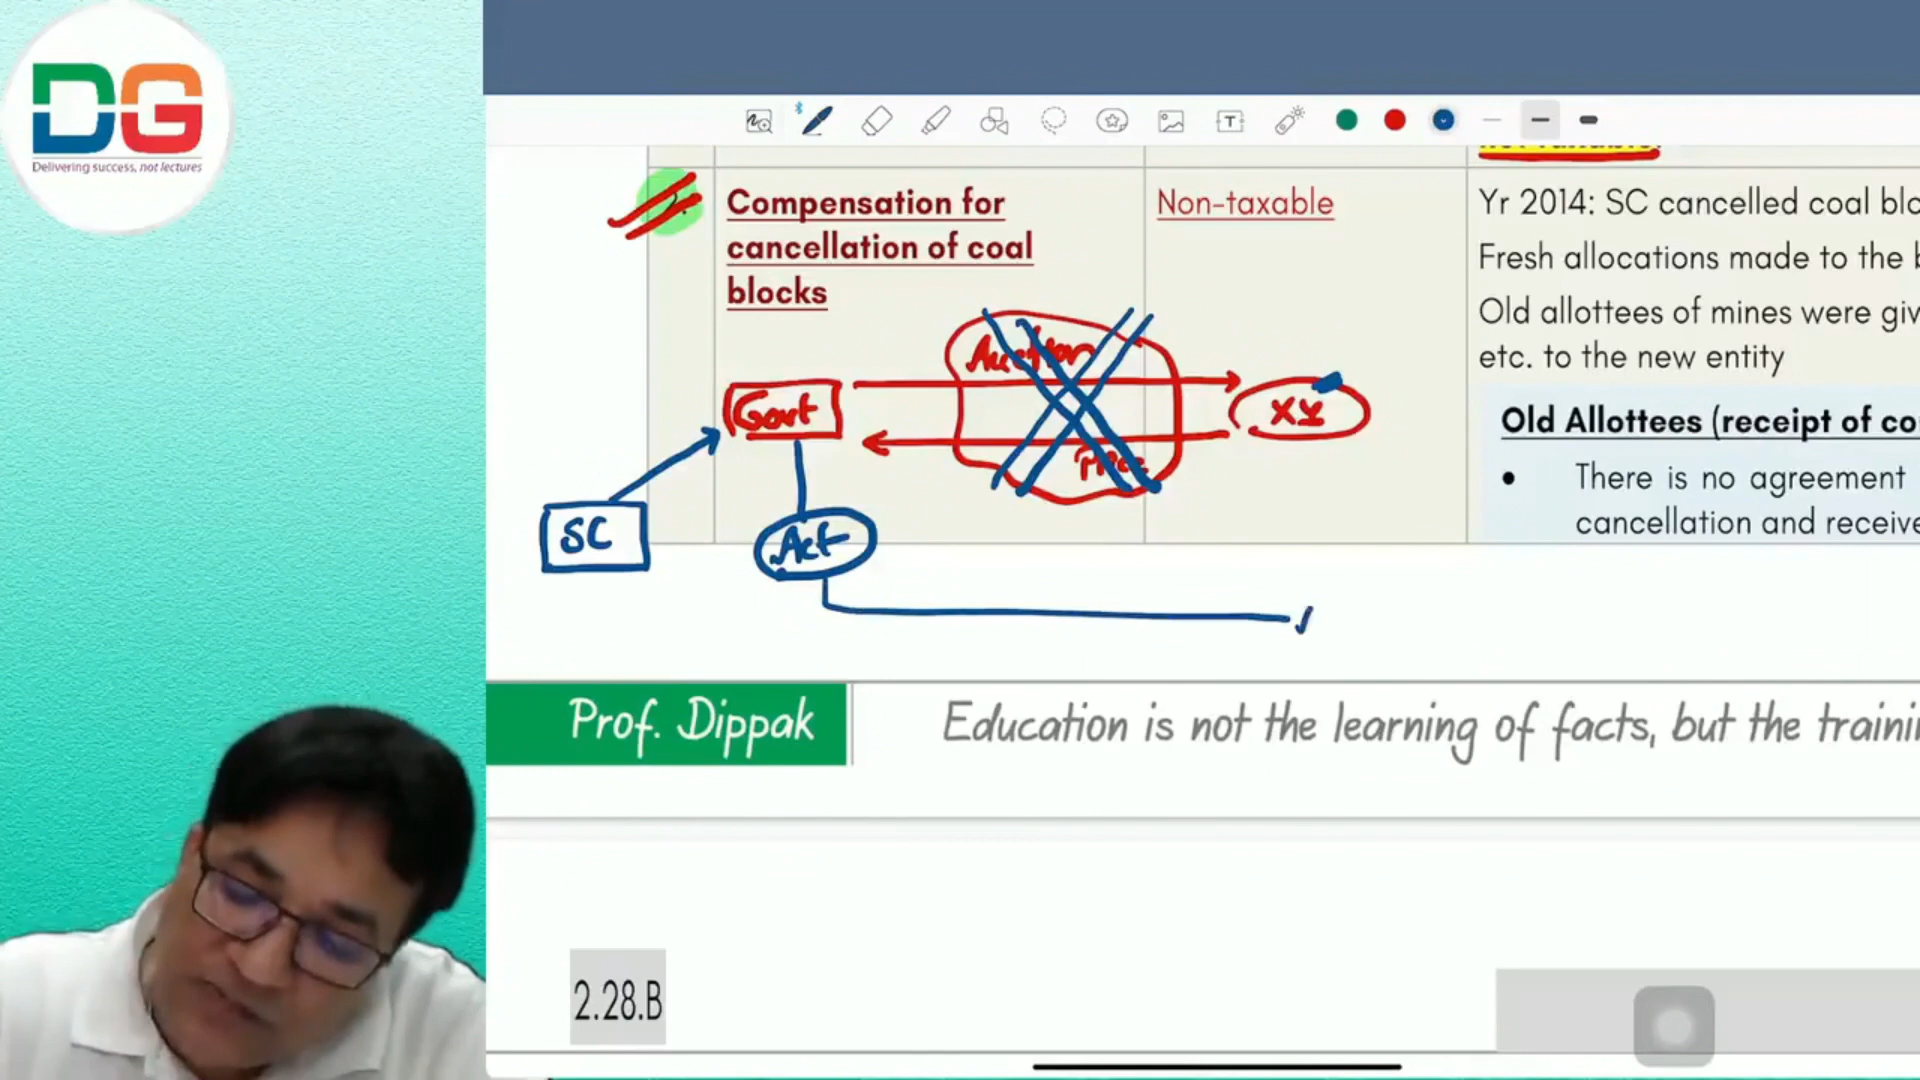 DG
Delivering success, not lectures
Compensation for
cancellation of coal
blocks
Non-taxable
Yr 2014: SC cancelled coal blo
Fresh allocations made to the b
Old allottees of mines were giv
etc. to the new entity
Old Allottees (receipt of co
There is no agreement
cancellation and receive
Govt
XY
SC
Act
Prof. Dippak
Education is not the learning of facts, but the traini
2.28.B